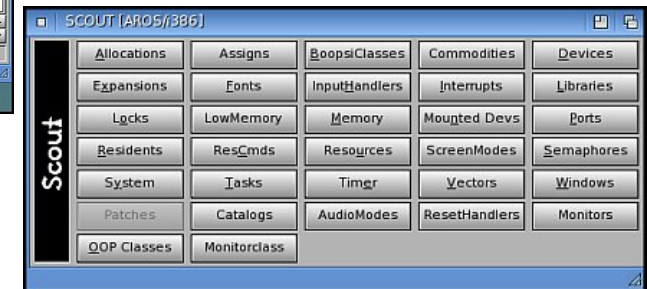 SCOUT [AROS/i386]
Scout
Allocations Assigns BoopsiClasses Commodities Devices
Expansions Fonts InputHandlers Interrupts Libraries
Locks LowMemory Memory Mounted Devs Ports
Residents ResCmds Resources ScreenModes Semaphores
System Tasks Timer Vectors Windows
Patches Catalogs AudioModes ResetHandlers Monitors
OOP Classes Monitorclass